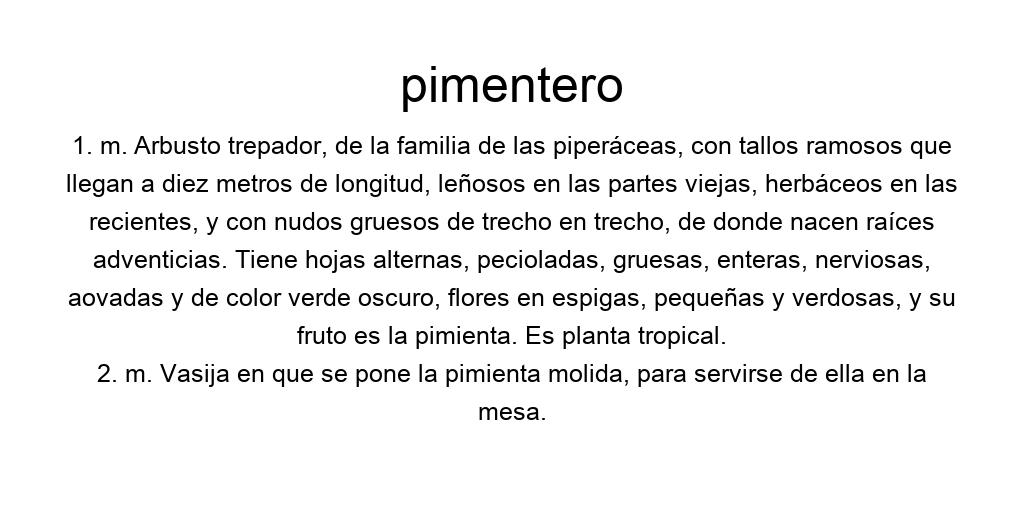 pimentero
1. m. Arbusto trepador, de la familia de las piperáceas, con tallos ramosos que
llegan a diez metros de longitud, leñosos en las partes viejas, herbáceos en las
recientes, y con nudos gruesos de trecho en trecho, de donde nacen raíces
adventicias. Tiene hojas alternas, pecioladas, gruesas, enteras, nerviosas,
aovadas y de color verde oscuro, flores en espigas, pequeñas y verdosas, y su
fruto es la pimienta. Es planta tropical.
2. m. Vasija en que se pone la pimienta molida, para servirse de ella en la
mesa.